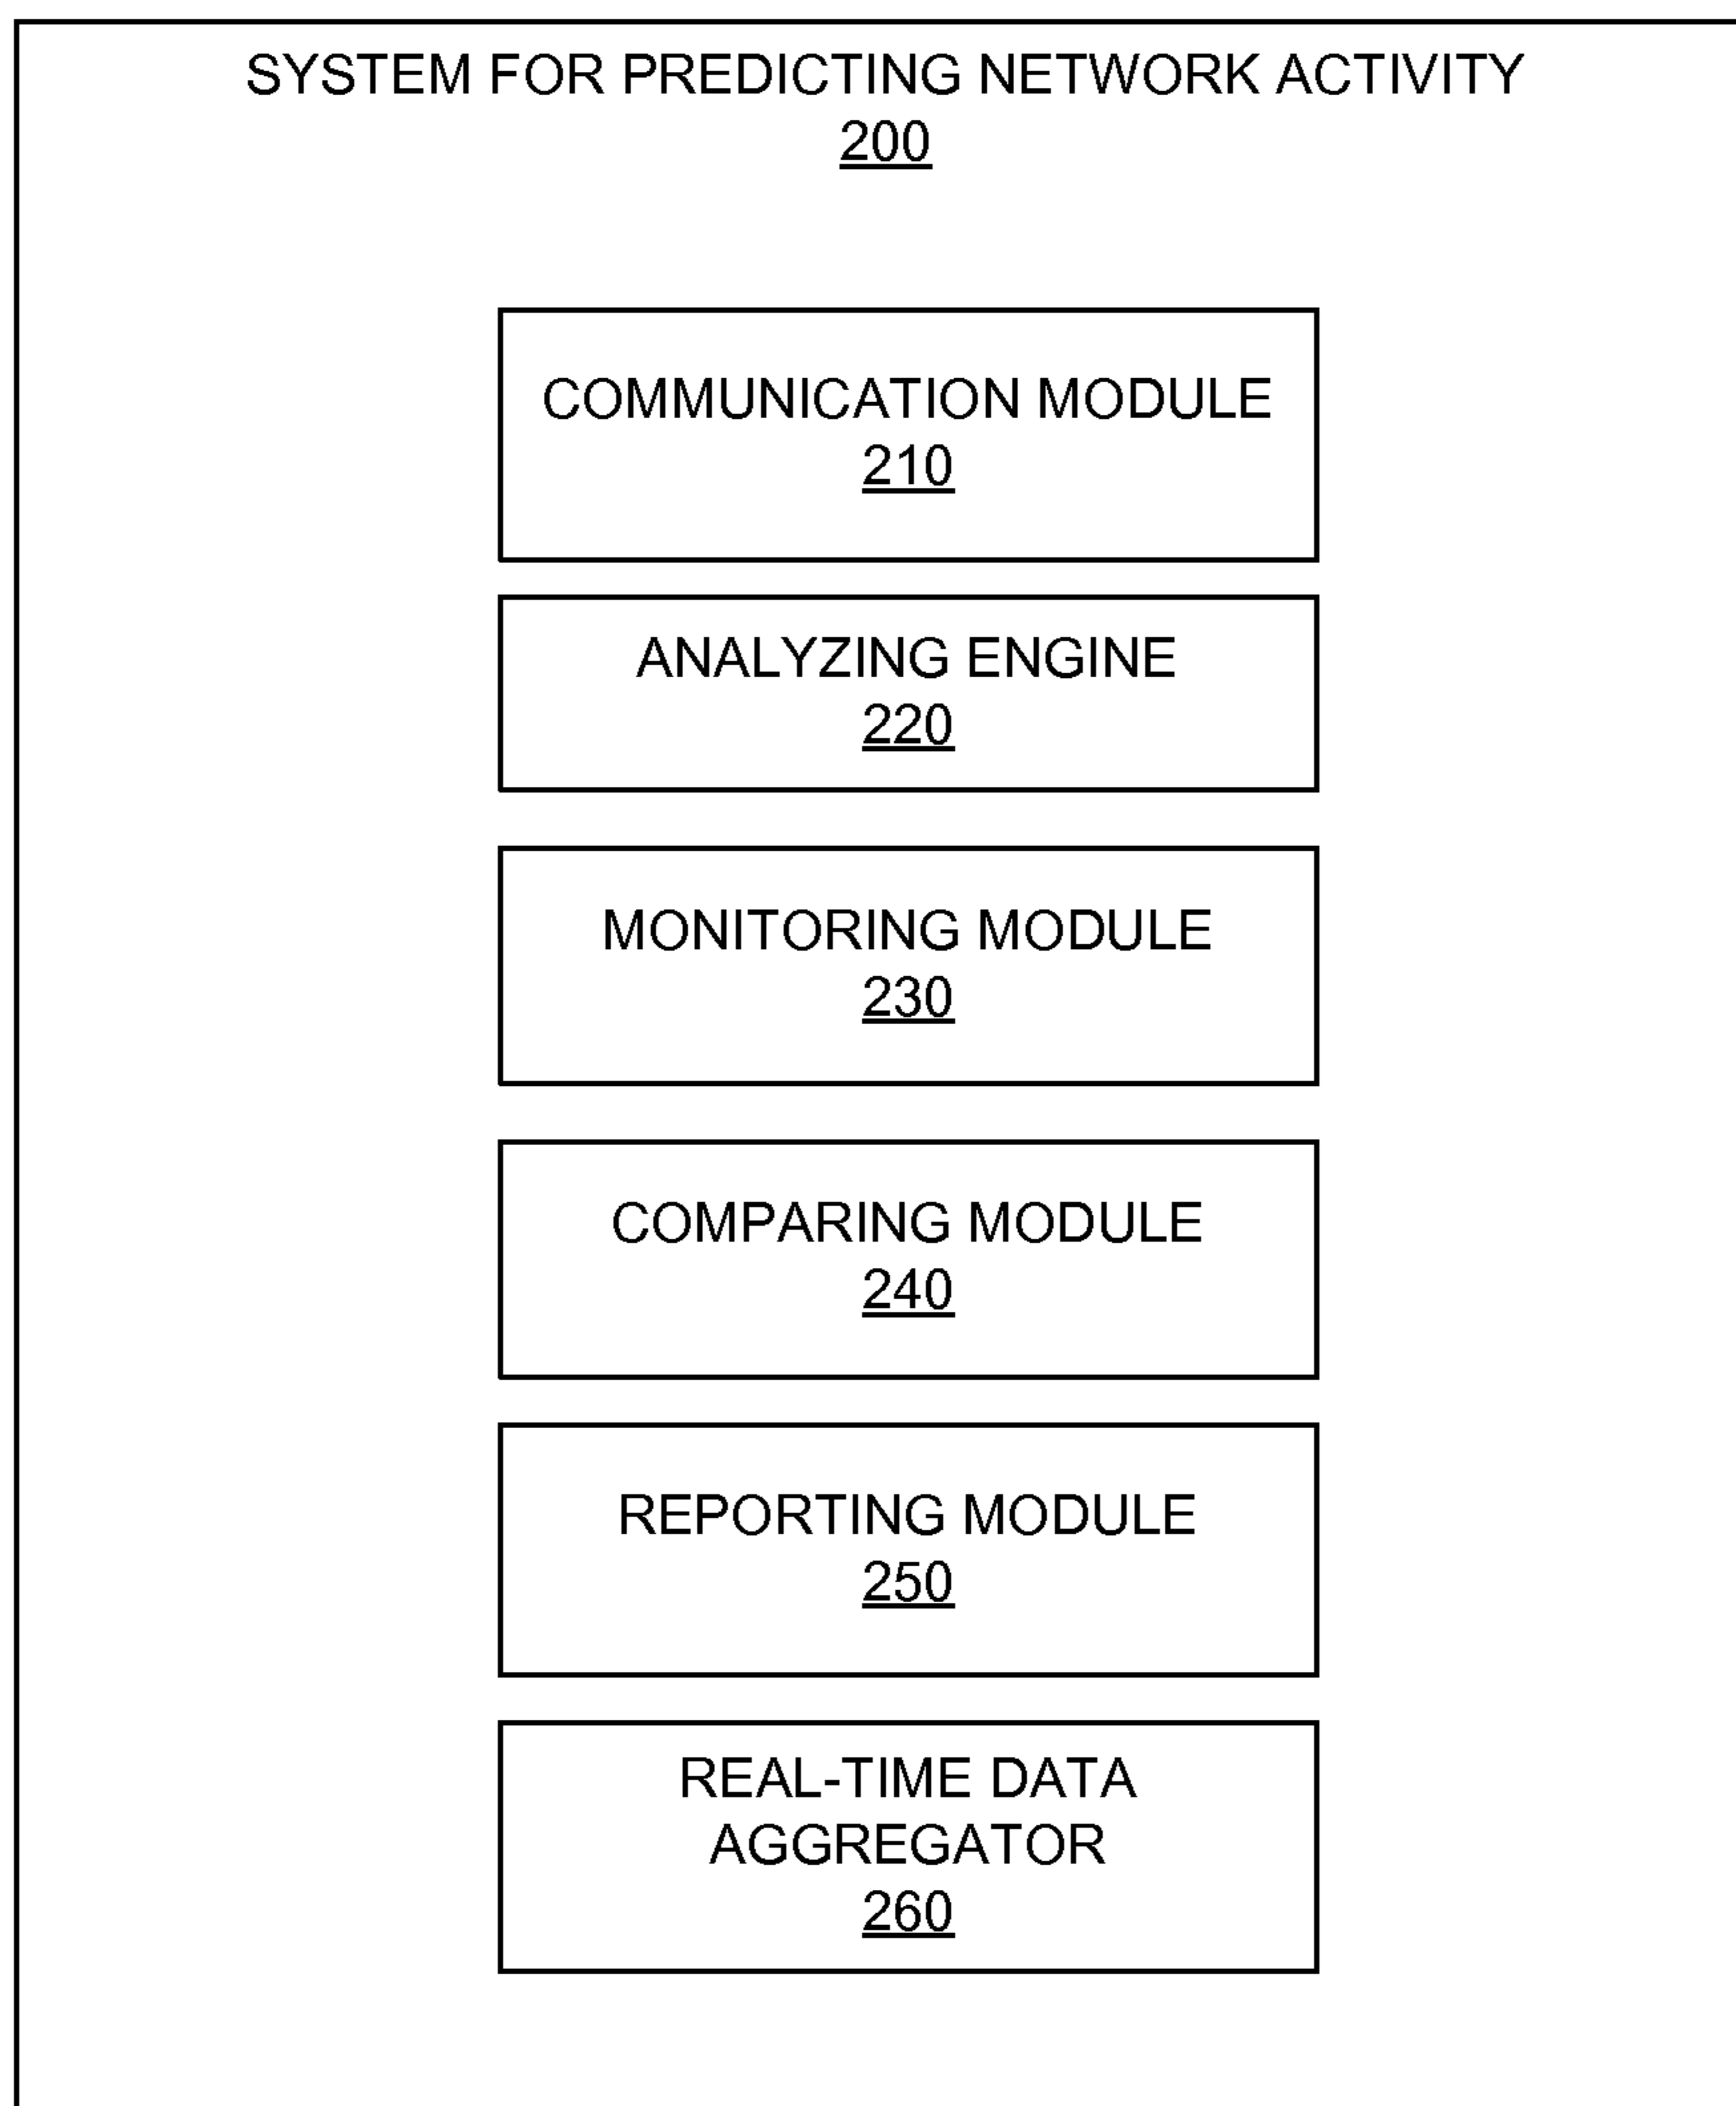 SYSTEM FOR PREDICTING NETWORK ACTIVITY
200
COMMUNICATION MODULE
210
ANALYZING ENGINE
220
MONITORING MODULE
230
COMPARING MODULE
240
REPORTING MODULE
250
REAL-TIME DATA
AGGREGATOR
260